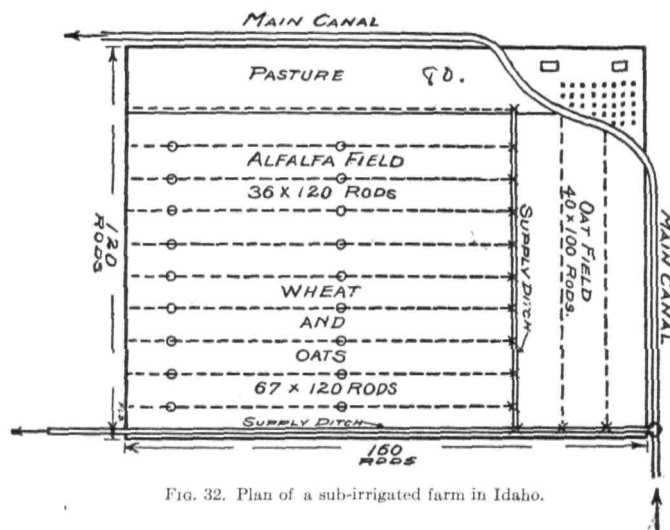 MAIN CANAL
PASTURE 80.
ALFALFA FIELD
36 X 120 RODS
120
RODS
SUPPLY DITCH
OAT FIELD
40 X 100 RODS.
MAIN CANAL
WHEAT
AND
OATS
67 X 120 RODS
SUPPLY DITCH
160
RODS
FIG. 32. Plan of a sub-irrigated farm in Idaho.